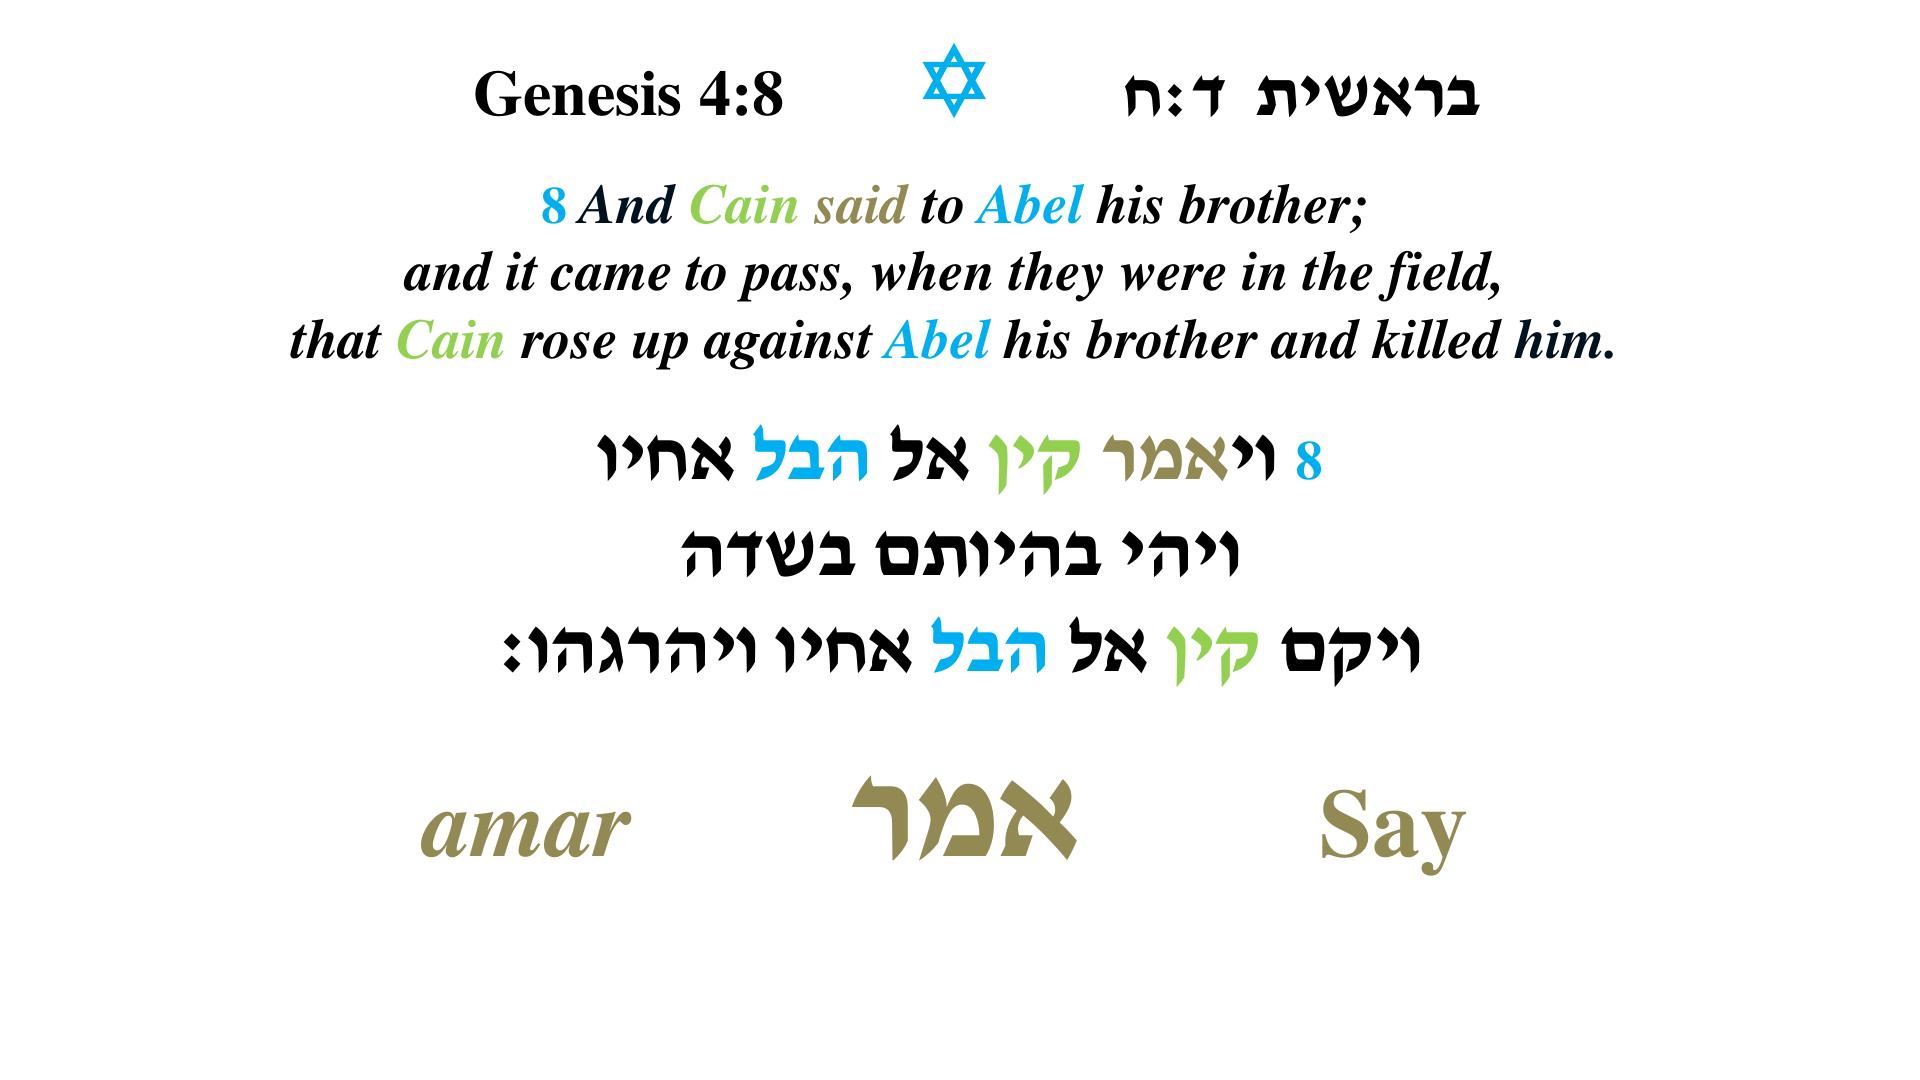 Genesis 4:8 ✡ בראשית ד:ח
8 And Cain said to Abel his brother;
and it came to pass, when they were in the field,
that Cain rose up against Abel his brother and killed him.
8 ויאמר קין אל הבל אחיו
ויהי בהיותם בשדה
ויקם קין אל הבל אחיו ויהרגהו:
amar אמר Say